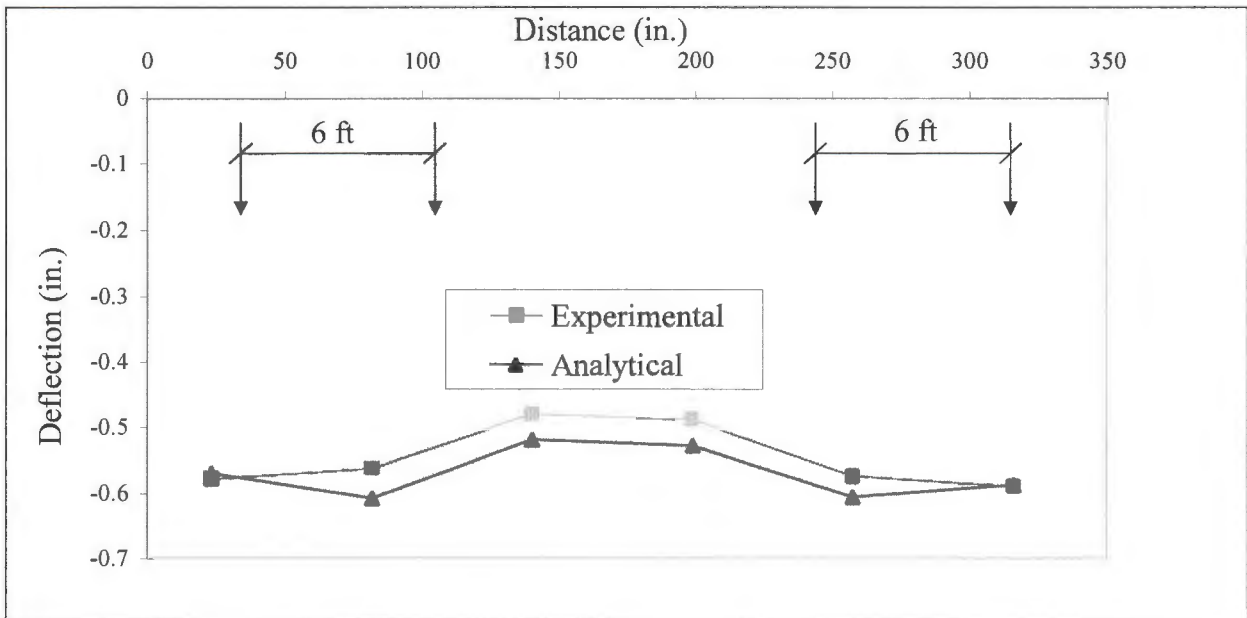 Distance (in.)
0 50 100 150 200 250 300 350
0
-0.1
-0.2
-0.3
-0.4
-0.5
-0.6
-0.7
Deflection (in.)
6 ft 6 ft
Experimental
Analytical